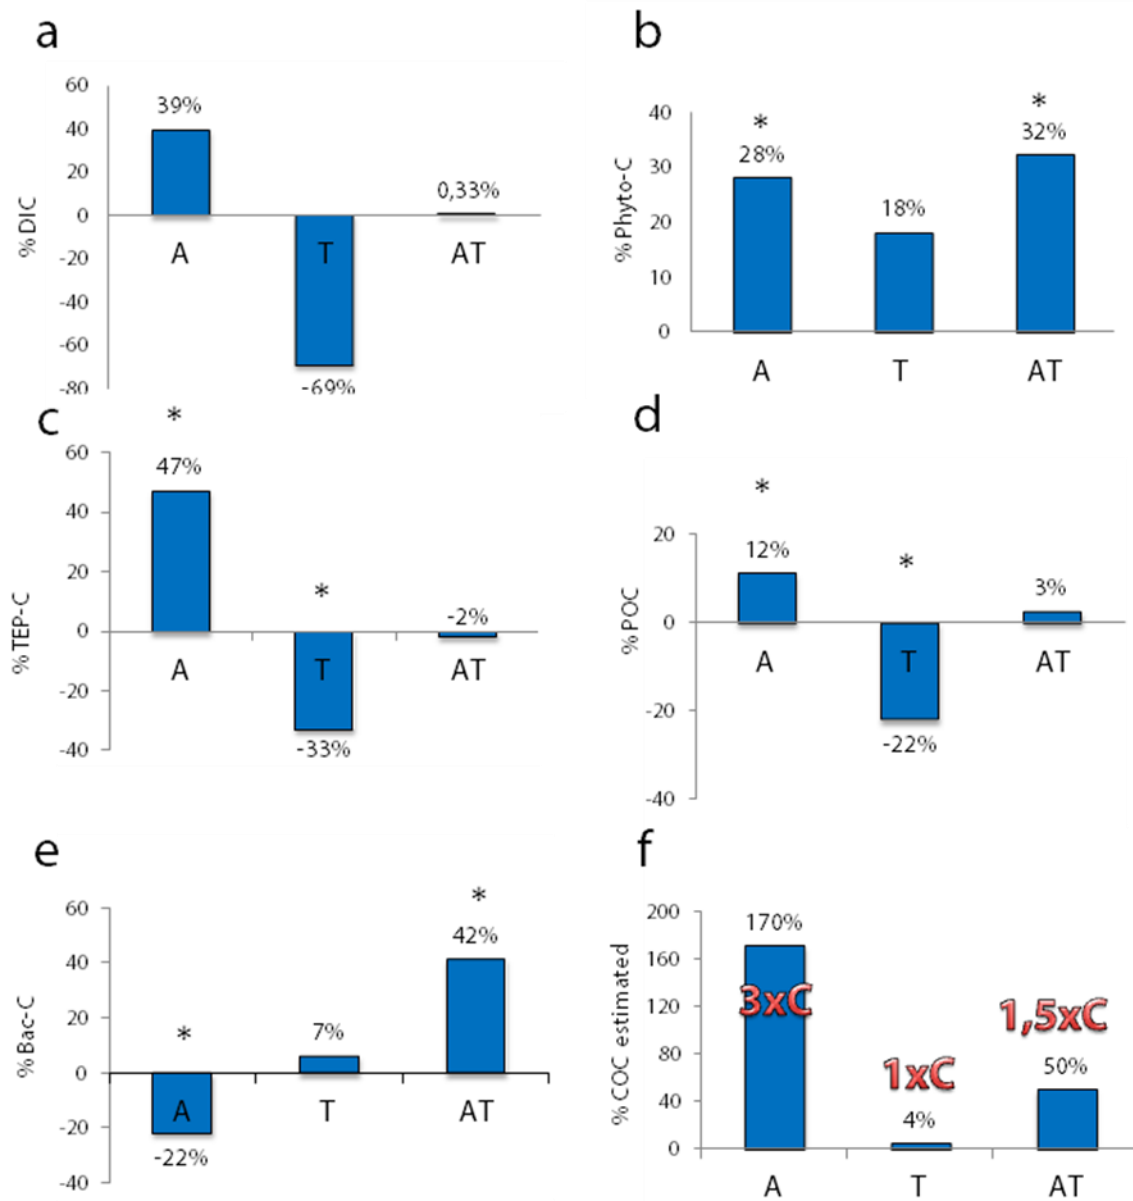 a
60
40
20
0
-20
-40
-60
-80
% DIC
39%
-69%
0,33%
A
T
AT
b
40
30
20
10
0
% Phyto-C
*
28%
18%
*
32%
A
T
AT
c
60
40
20
0
-20
-40
% TEP-C
*
47%
*
-33%
-2%
A
T
AT
d
20
0
-20
-40
% POC
*
12%
*
-22%
3%
A
T
AT
e
60
40
20
0
-20
-40
% Bac-C
*
-22%
7%
*
42%
A
T
AT
f
200
160
120
80
40
0
% COC estimated
170%
3xC
1xC
4%
1,5xC
50%
A
T
AT